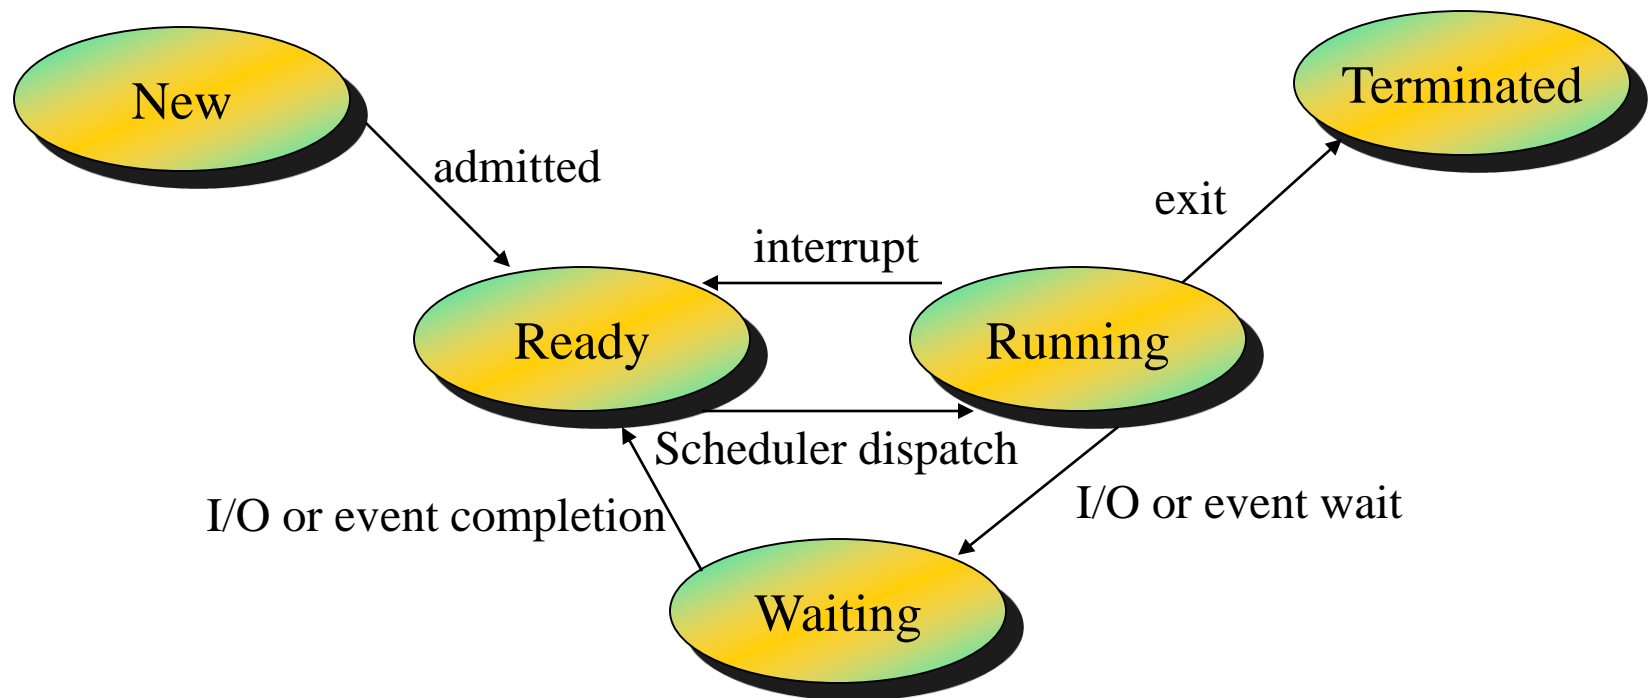 New
Terminated
admitted
exit
interrupt
Ready
Running
Scheduler dispatch
I/O or event completion
I/O or event wait
Waiting